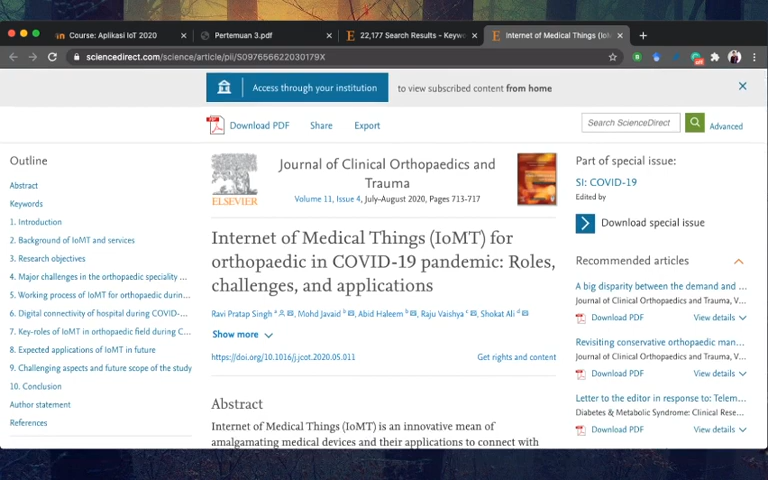 Course: Aplikasi IoT 2020
Pertemuan 3.pdf
22,177 Search Results - Keyw
Internet of Medical Things (Io
sciencedirect.com/science/article/pii/S097656622030179X
Access through your institution
to view subscribed content from home
Download PDF
Share
Export
Search ScienceDirect
Advanced
Outline
Abstract
Keywords
1. Introduction
2. Background of IoMT and services
3. Research objectives
4. Major challenges in the orthopaedic speciality ...
5. Working process of IoMT for orthopaedic durin...
6. Digital connectivity of hospital during COVID-...
7. Key-roles of IoMT in orthopaedic field during C...
8. Expected applications of IoMT in future
9. Challenging aspects and future scope of the study
10. Conclusion
Author statement
References
ELSEVIER
Journal of Clinical Orthopaedics and
Trauma
Volume 11, Issue 4, July-August 2020, Pages 713-717
Internet of Medical Things (IoMT) for
orthopaedic in COVID-19 pandemic: Roles,
challenges, and applications
Ravi Pratap Singh a, Mohd Javaid b, Abid Haleem b, Raju Vaishya c, Shokat Ali d
Show more
https://doi.org/10.1016/j.jcot.2020.05.011
Get rights and content
Abstract
Internet of Medical Things (IoMT) is an innovative mean of
amalgamating medical devices and their applications to connect with
Part of special issue:
SI: COVID-19
Edited by
Download special issue
Recommended articles
A big disparity between the demand and ...
Journal of Clinical Orthopaedics and Trauma, V...
Download PDF
View details
Revisiting conservative orthopaedic man...
Journal of Clinical Orthopaedics and Trauma, V...
Download PDF
View details
Letter to the editor in response to: Telem...
Diabetes & Metabolic Syndrome: Clinical Rese...
Download PDF
View details